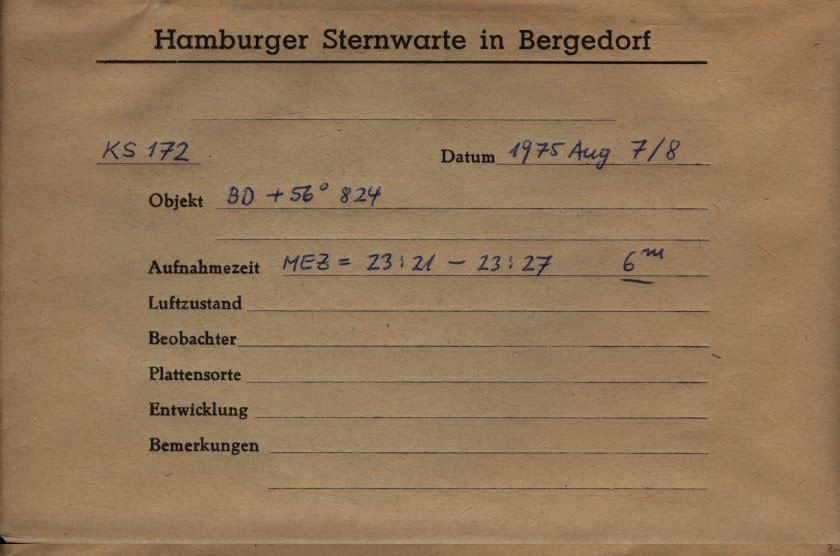 Hamburger Sternwarte in Bergedorf
KS 172 Datum 1975 Aug 7/8
Objekt BD +56° 824
Aufnahmezeit MEZ = 23:21 – 23:27 6ᵐ
Luftzustand
Beobachter
Plattensorte
Entwicklung
Bemerkungen